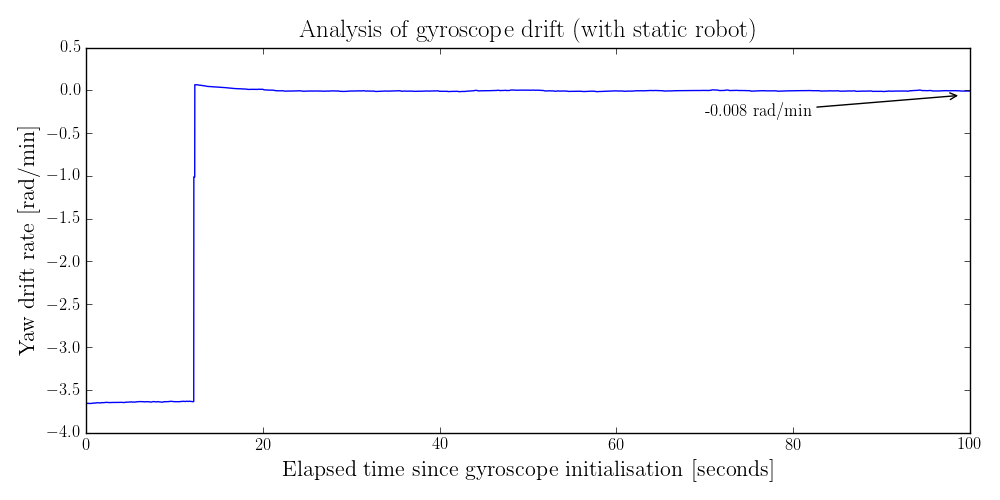 Analysis of gyroscope drift (with static robot)
0.5
0.0
−0.5
−1.0
−1.5
−2.0
−2.5
−3.0
−3.5
−4.0
Yaw drift rate [rad/min]
-0.008 rad/min
0 20 40 60 80 100
Elapsed time since gyroscope initialisation [seconds]